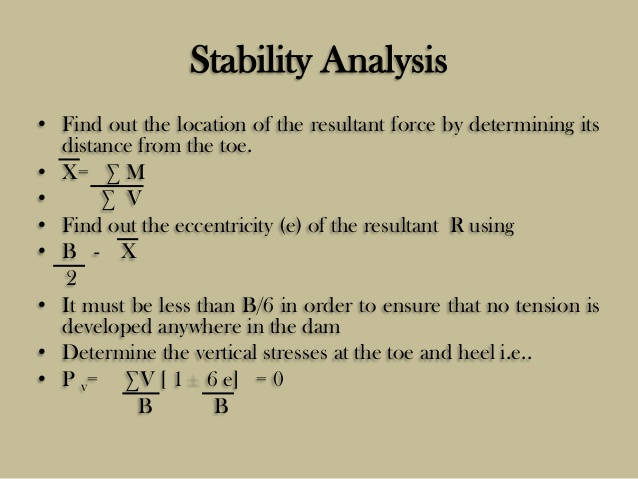 Stability Analysis
• Find out the location of the resultant force by determining its
distance from the toe.
• X̅= ∑ M
• ∑ V
• Find out the eccentricity (e) of the resultant R using
• B - X̅
2
• It must be less than B/6 in order to ensure that no tension is
developed anywhere in the dam
• Determine the vertical stresses at the toe and heel i.e..
• P v= ∑V [ 1 ± 6 e] = 0
B B